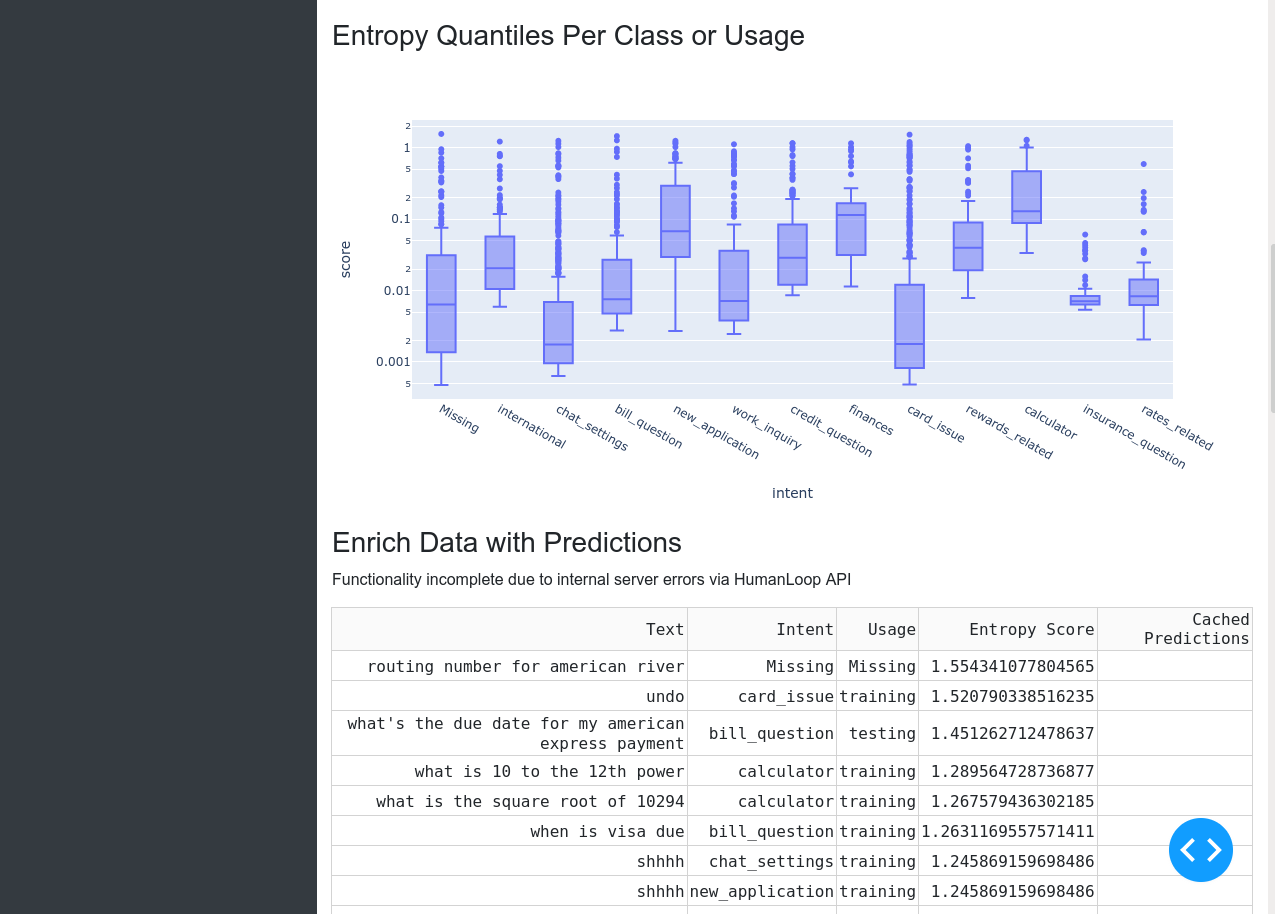 Entropy Quantiles Per Class or Usage
2
1
5
2
0.1
5
2
0.01
5
2
0.001
5
score
Missing
international
chat_settings
bill_question
new_application
work_inquiry
credit_question
finances
card_issue
rewards_related
calculator
insurance_question
rates_related
intent
Enrich Data with Predictions
Functionality incomplete due to internal server errors via HumanLoop API
Text Intent Usage Entropy Score Cached
Predictions
routing number for american river Missing Missing 1.554341077804565
undo card_issue training 1.520790338516235
what's the due date for my american
express payment bill_question testing 1.451262712478637
what is 10 to the 12th power calculator training 1.289564728736877
what is the square root of 10294 calculator training 1.267579436302185
when is visa due bill_question training 1.2631169557571411
shhhh chat_settings training 1.245869159698486
shhhh new_application training 1.245869159698486